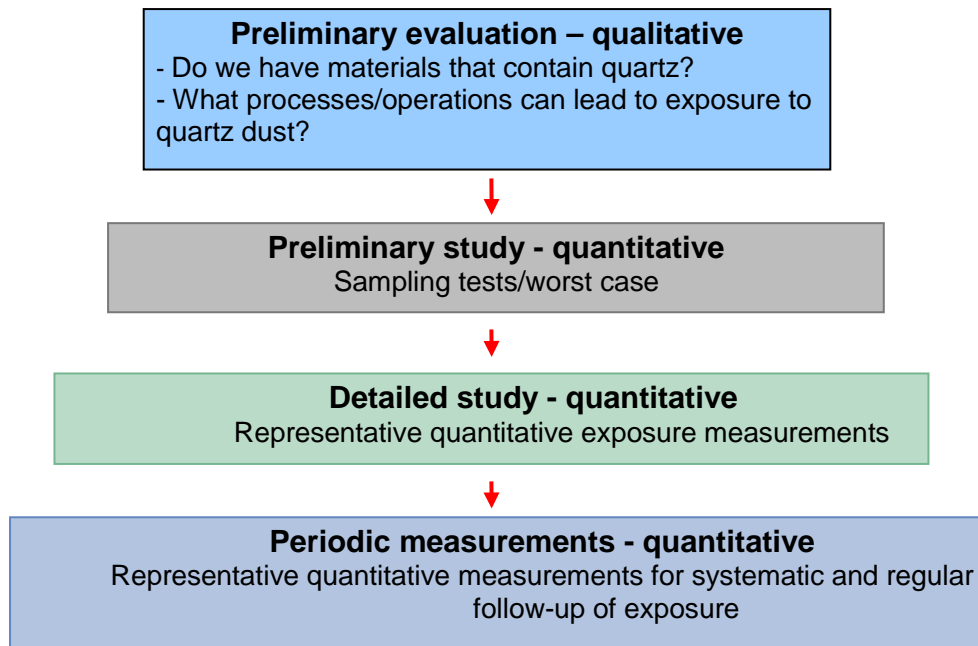 Preliminary evaluation – qualitative
- Do we have materials that contain quartz?
- What processes/operations can lead to exposure to
quartz dust?
Preliminary study - quantitative
Sampling tests/worst case
Detailed study - quantitative
Representative quantitative exposure measurements
Periodic measurements - quantitative
Representative quantitative measurements for systematic and regular
follow-up of exposure